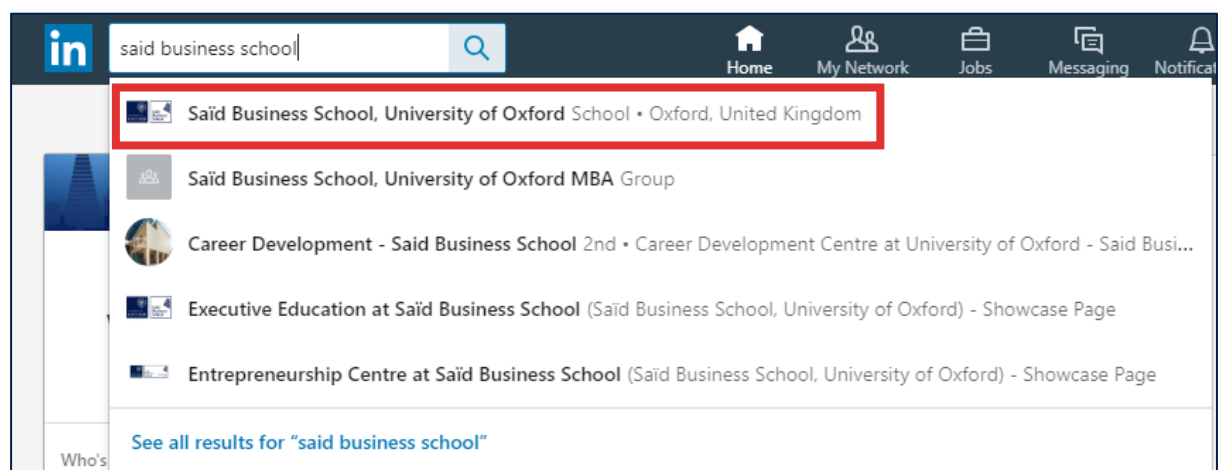 in said business school
Home My Network Jobs Messaging Notificat
Saïd Business School, University of Oxford School • Oxford, United Kingdom
Saïd Business School, University of Oxford MBA Group
Career Development - Said Business School 2nd • Career Development Centre at University of Oxford - Said Busi...
Executive Education at Saïd Business School (Saïd Business School, University of Oxford) - Showcase Page
Entrepreneurship Centre at Saïd Business School (Saïd Business School, University of Oxford) - Showcase Page
See all results for “said business school”
Who's